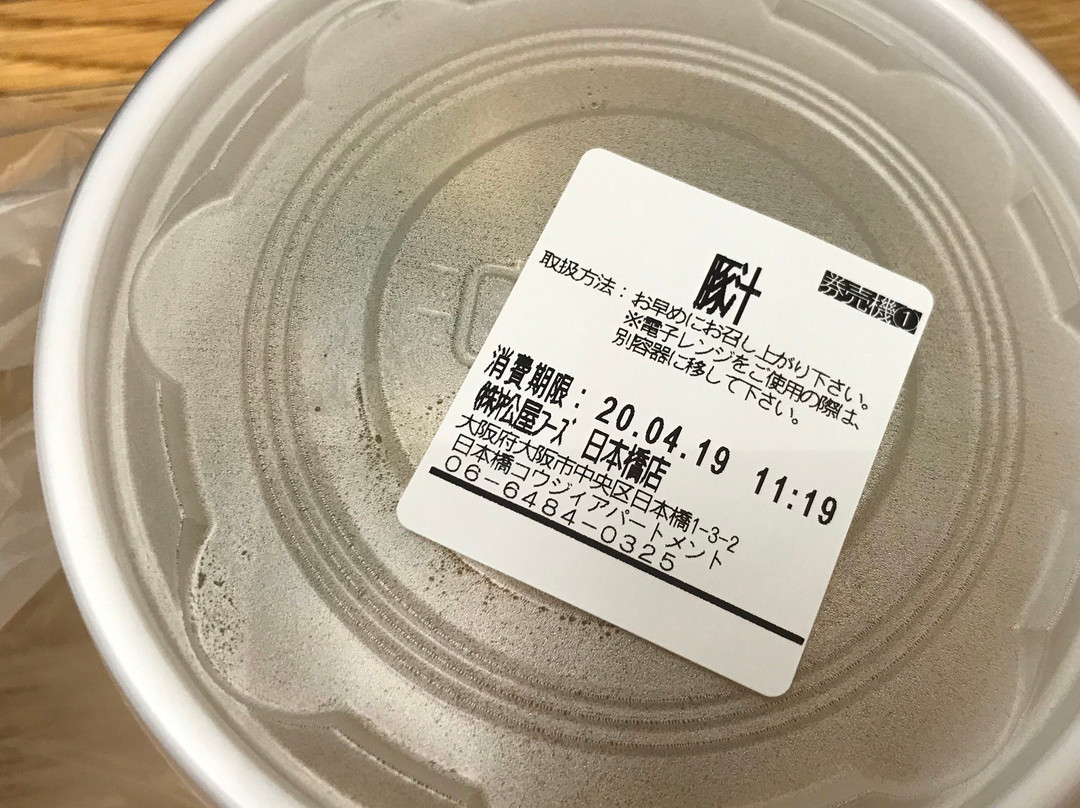 豚汁
券売機❶
取扱方法：お早めにお召し上がり下さい。
※電子レンジをご使用の際は、
別容器に移して下さい。
消費期限：20.04.19 11:19
㈱松屋フーズ 日本橋店
大阪府大阪市中央区日本橋1-3-2
日本橋コウジィアパートメント
06-6484-0325